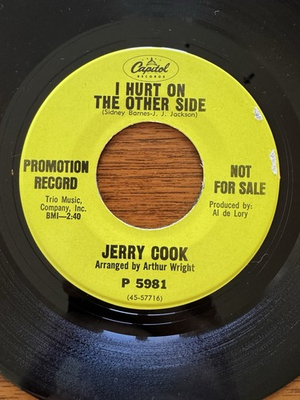 Capitol
RECORDS
I HURT ON
THE OTHER SIDE
(Sidney Barnes-J. J. Jackson)
PROMOTION
RECORD
Trio Music,
Company, Inc.
BMI—2:40
NOT
FOR SALE
Produced by:
Al de Lory
JERRY COOK
Arranged by Arthur Wright
P 5981
(45-57716)